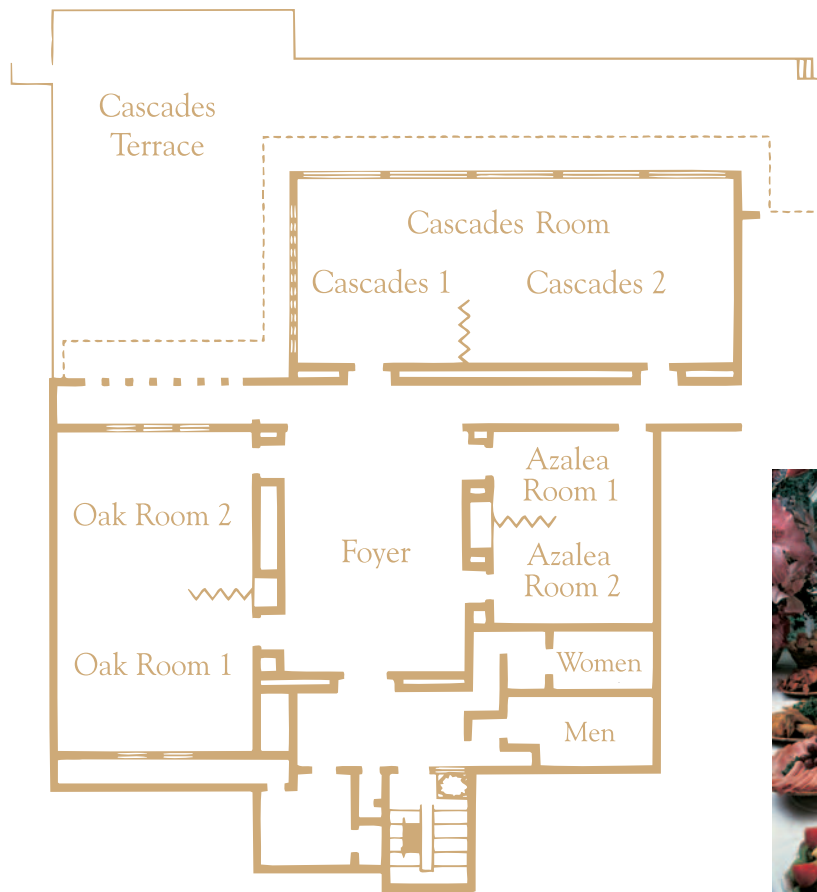 Cascades
Terrace
Cascades Room
Cascades 1
Cascades 2
Azalea
Room 1
Oak Room 2
Foyer
Azalea
Room 2
Oak Room 1
Women
Men